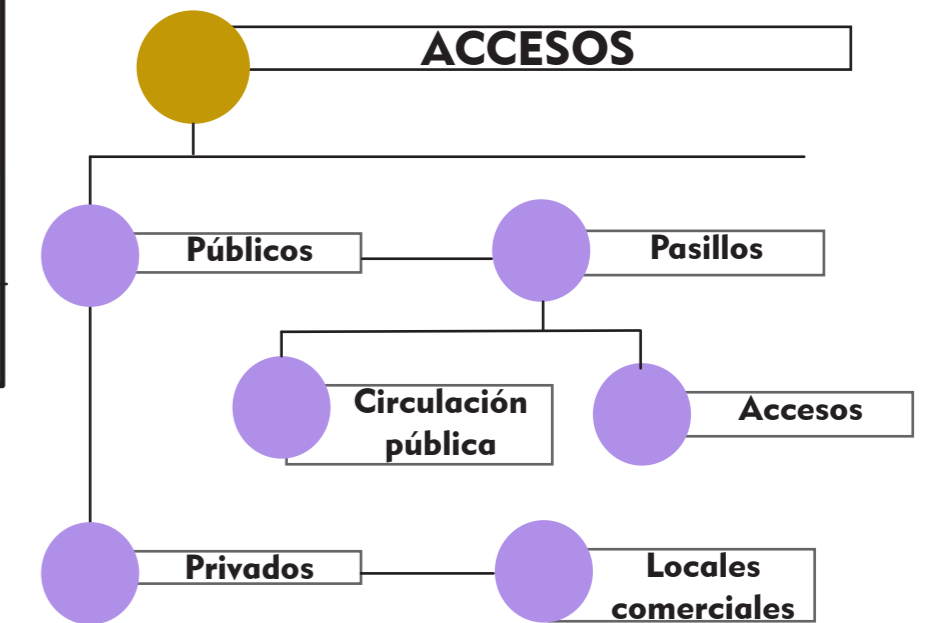 ACCESOS
Públicos
Pasillos
Circulación
pública
Accesos
Privados
Locales
comerciales